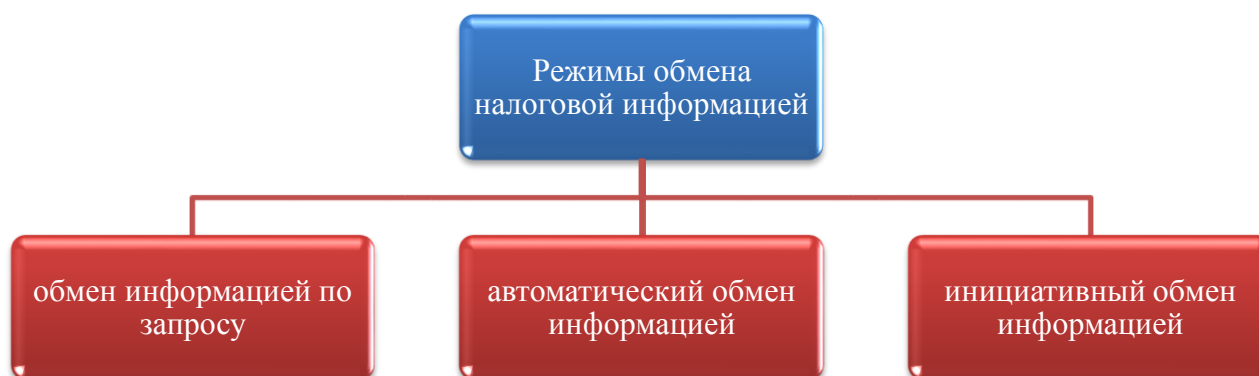 Режимы обмена
налоговой информацией
обмен информацией по
запросу
автоматический обмен
информацией
инициативный обмен
информацией